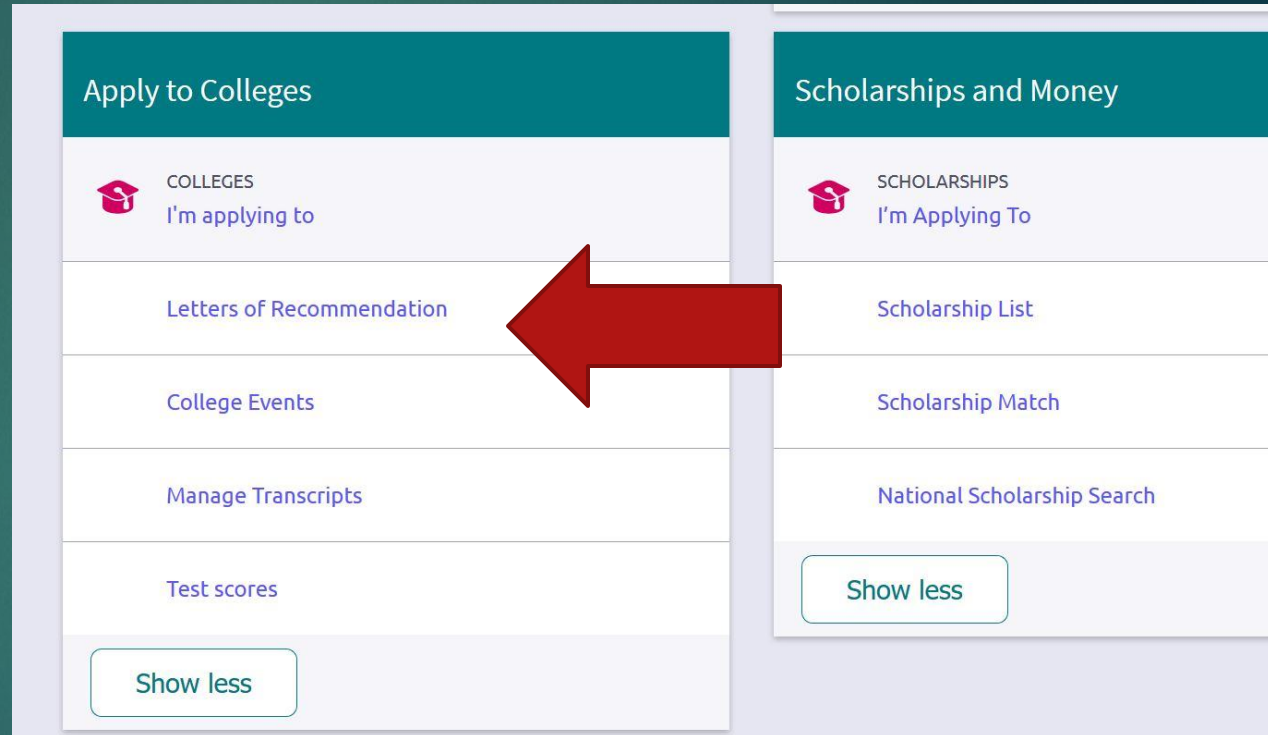 Apply to Colleges
COLLEGES
I'm applying to
Letters of Recommendation
College Events
Manage Transcripts
Test scores
Show less
Scholarships and Money
SCHOLARSHIPS
I’m Applying To
Scholarship List
Scholarship Match
National Scholarship Search
Show less